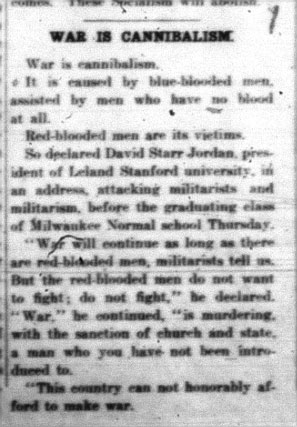 comes. These Socialism will abolish.
WAR IS CANNIBALISM
War is cannibalism.
It is caused by blue-blooded men,
assisted by men who have no blood
at all.
Red-blooded men are its victims.
So declared David Starr Jordan, pres-
ident of Leland Stanford university, in
an address, attacking militarists and
militarism, before the graduating class
of Milwaukee Normal school Thursday.
"War will continue as long as there
are red-blooded men, militarists tell us.
But the red-blooded men do not want
to fight; do not fight," he declared.
"War," he continued, "is murdering,
with the sanction of church and state,
a man who you have not been intro-
duced to.
"This country can not honorably af-
ford to make war.